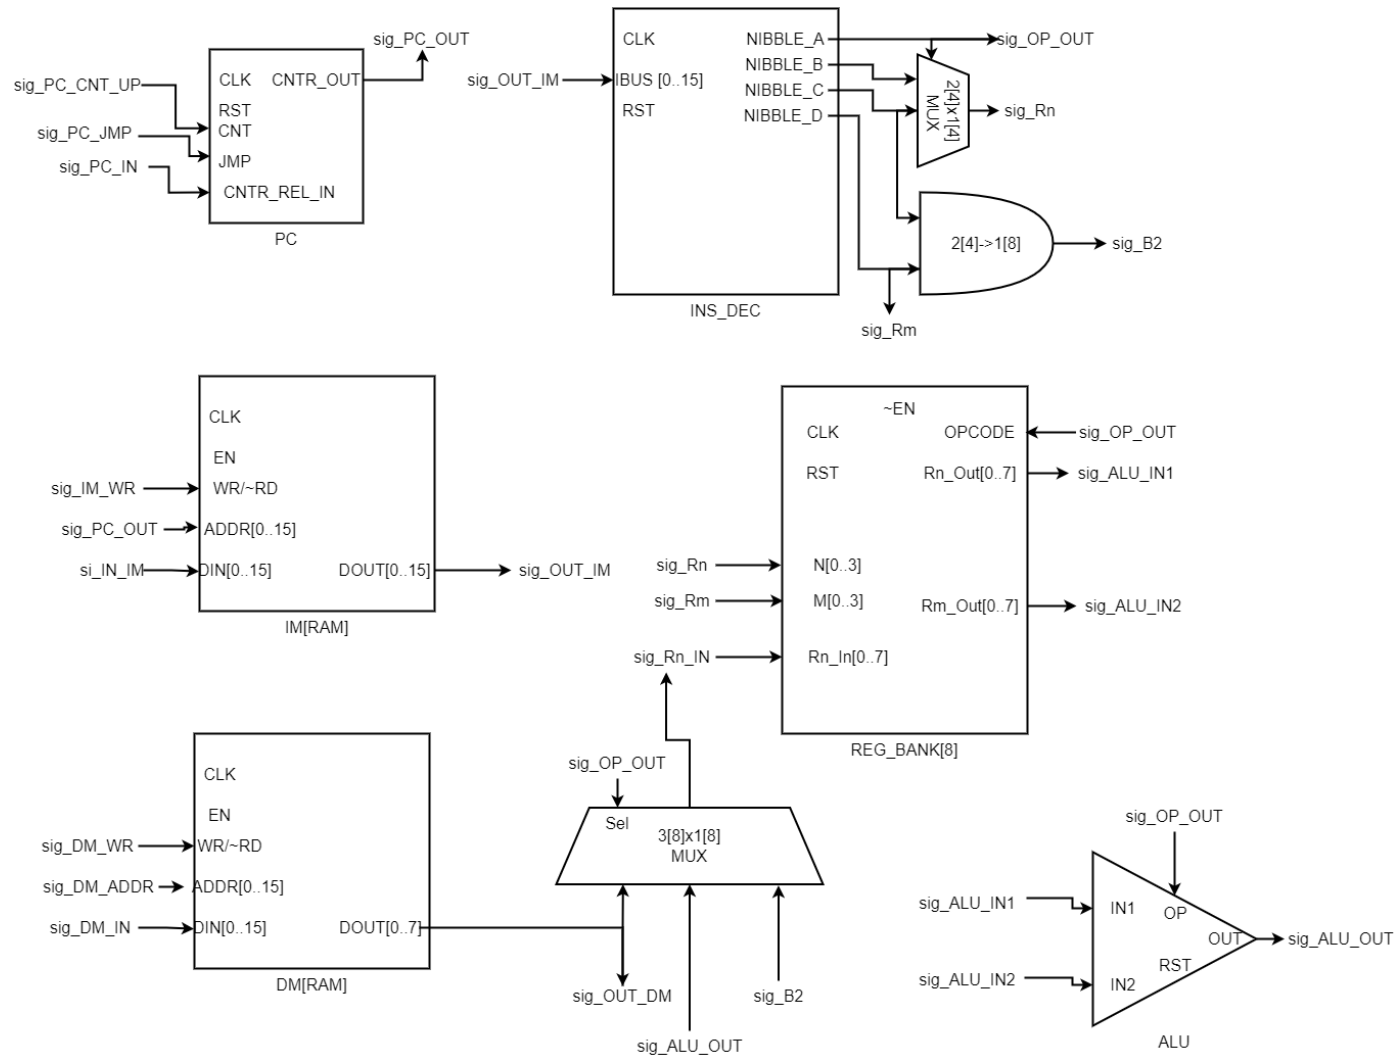 sig_PC_OUT
sig_PC_CNT_UP
sig_PC_JMP
sig_PC_IN
CLK
CNTR_OUT
RST
CNT
JMP
CNTR_REL_IN
PC
sig_OUT_IM
CLK
IBUS [0..15]
RST
NIBBLE_A
NIBBLE_B
NIBBLE_C
NIBBLE_D
INS_DEC
sig_OP_OUT
2[4]x1[4]
MUX
sig_Rn
2[4]->1[8]
sig_B2
sig_Rm
CLK
EN
sig_IM_WR
WR/~RD
sig_PC_OUT
ADDR[0..15]
si_IN_IM
DIN[0..15]
DOUT[0..15]
sig_OUT_IM
IM[RAM]
~EN
CLK
OPCODE
sig_OP_OUT
RST
Rn_Out[0..7]
sig_ALU_IN1
sig_Rn
N[0..3]
sig_Rm
M[0..3]
Rm_Out[0..7]
sig_ALU_IN2
sig_Rn_IN
Rn_In[0..7]
REG_BANK[8]
CLK
EN
sig_DM_WR
WR/~RD
sig_DM_ADDR
ADDR[0..15]
sig_DM_IN
DIN[0..15]
DOUT[0..7]
DM[RAM]
sig_OP_OUT
Sel
3[8]x1[8]
MUX
sig_OUT_DM
sig_B2
sig_ALU_OUT
sig_OP_OUT
sig_ALU_IN1
IN1
OP
OUT
sig_ALU_OUT
RST
sig_ALU_IN2
IN2
ALU